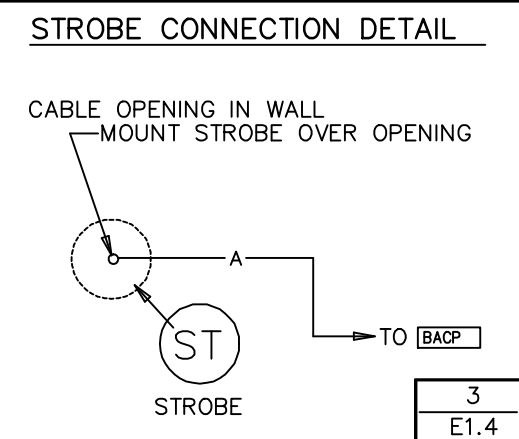 STROBE CONNECTION DETAIL
CABLE OPENING IN WALL
MOUNT STROBE OVER OPENING
A
TO BACP
ST
STROBE
3
E1.4